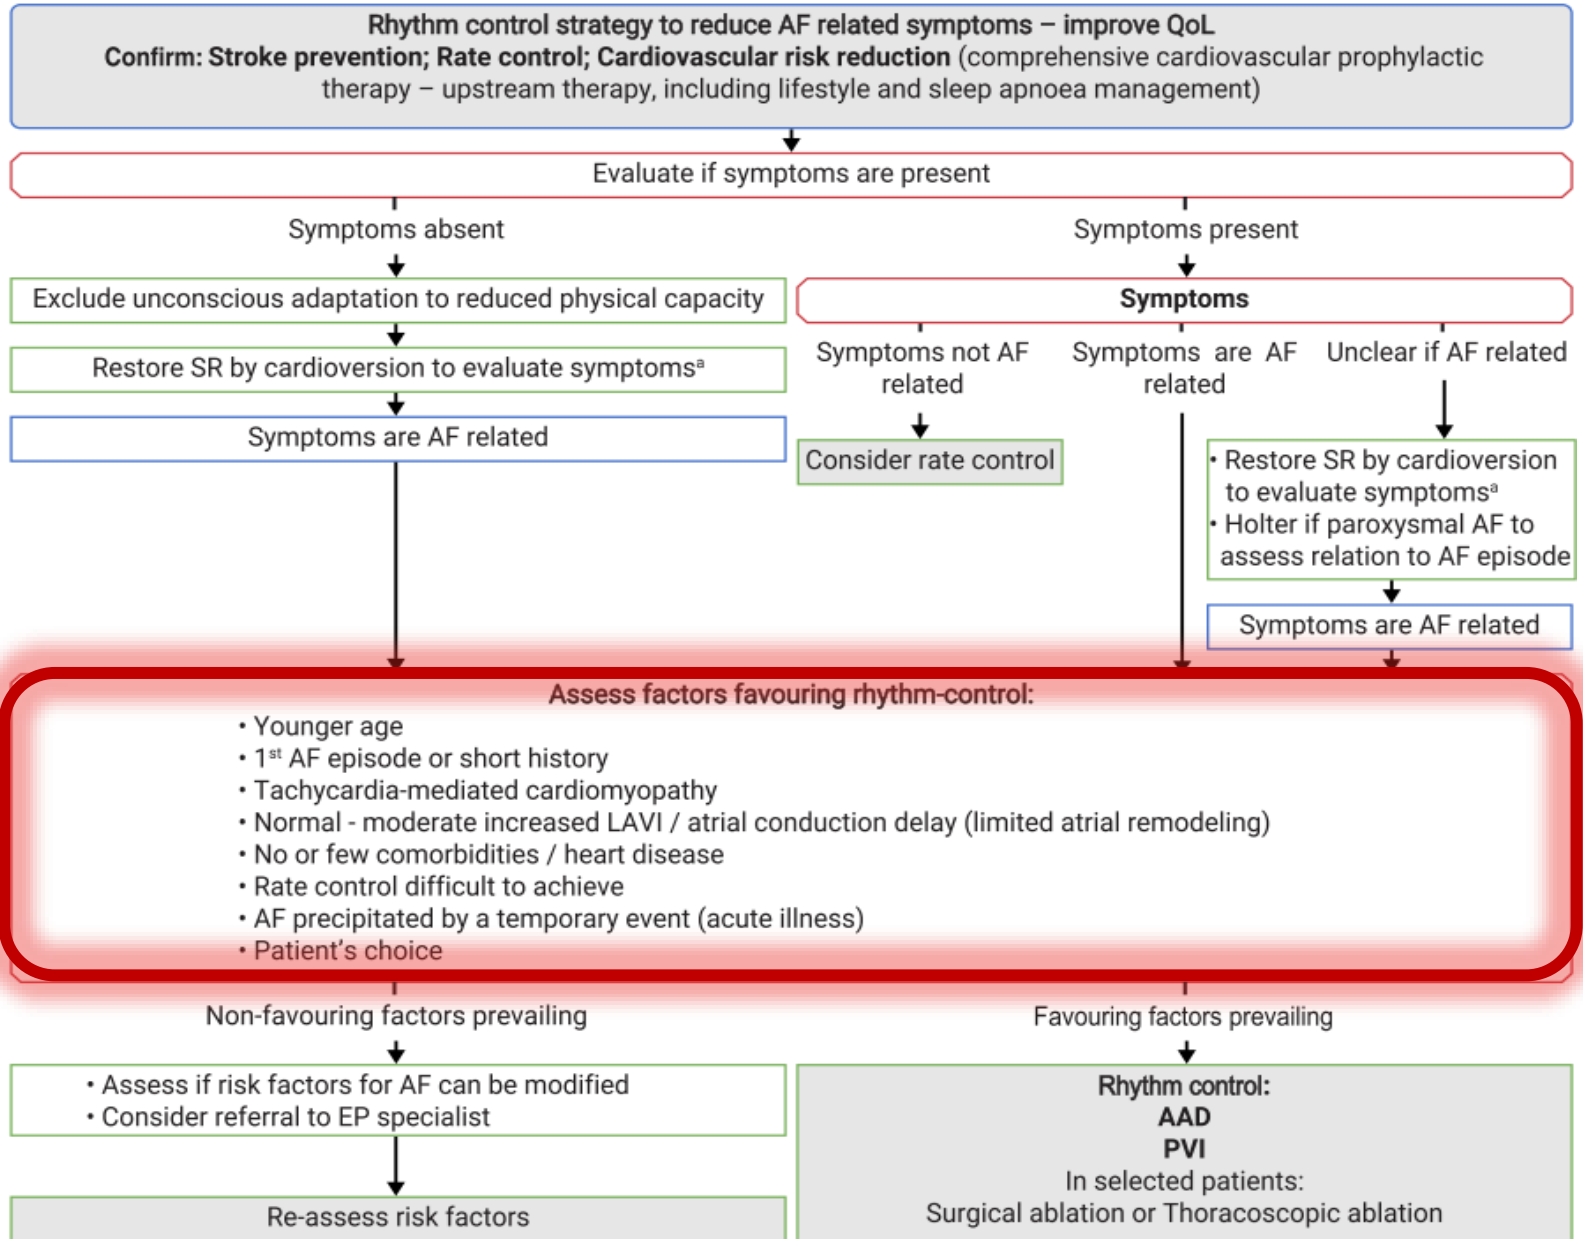 Rhythm control strategy to reduce AF related symptoms – improve QoL
Confirm: Stroke prevention; Rate control; Cardiovascular risk reduction (comprehensive cardiovascular prophylactic
therapy – upstream therapy, including lifestyle and sleep apnoea management)
Evaluate if symptoms are present
Symptoms absent
Symptoms present
Exclude unconscious adaptation to reduced physical capacity
Restore SR by cardioversion to evaluate symptomsᵃ
Symptoms are AF related
Symptoms
Symptoms not AF
related
Symptoms are AF
related
Unclear if AF related
Consider rate control
• Restore SR by cardioversion
to evaluate symptomsᵃ
• Holter if paroxysmal AF to
assess relation to AF episode
Symptoms are AF related
Assess factors favouring rhythm-control:
• Younger age
• 1ˢᵗ AF episode or short history
• Tachycardia-mediated cardiomyopathy
• Normal - moderate increased LAVI / atrial conduction delay (limited atrial remodeling)
• No or few comorbidities / heart disease
• Rate control difficult to achieve
• AF precipitated by a temporary event (acute illness)
• Patient's choice
Non-favouring factors prevailing
Favouring factors prevailing
• Assess if risk factors for AF can be modified
• Consider referral to EP specialist
Re-assess risk factors
Rhythm control:
AAD
PVI
In selected patients:
Surgical ablation or Thoracoscopic ablation